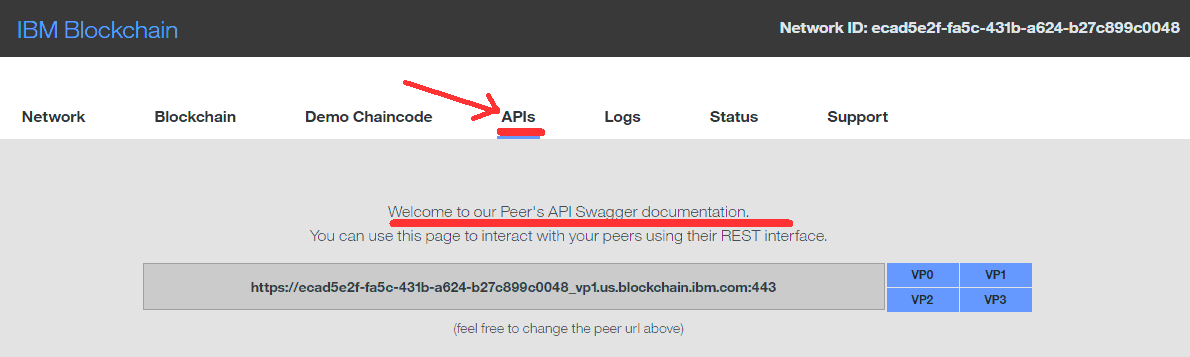 IBM Blockchain
Network ID: ecad5e2f-fa5c-431b-a624-b27c899c0048
Network Blockchain Demo Chaincode APIs Logs Status Support
Welcome to our Peer's API Swagger documentation.
You can use this page to interact with your peers using their REST interface.
https://ecad5e2f-fa5c-431b-a624-b27c899c0048_vp1.us.blockchain.ibm.com:443
VP0 VP1
VP2 VP3
(feel free to change the peer url above)